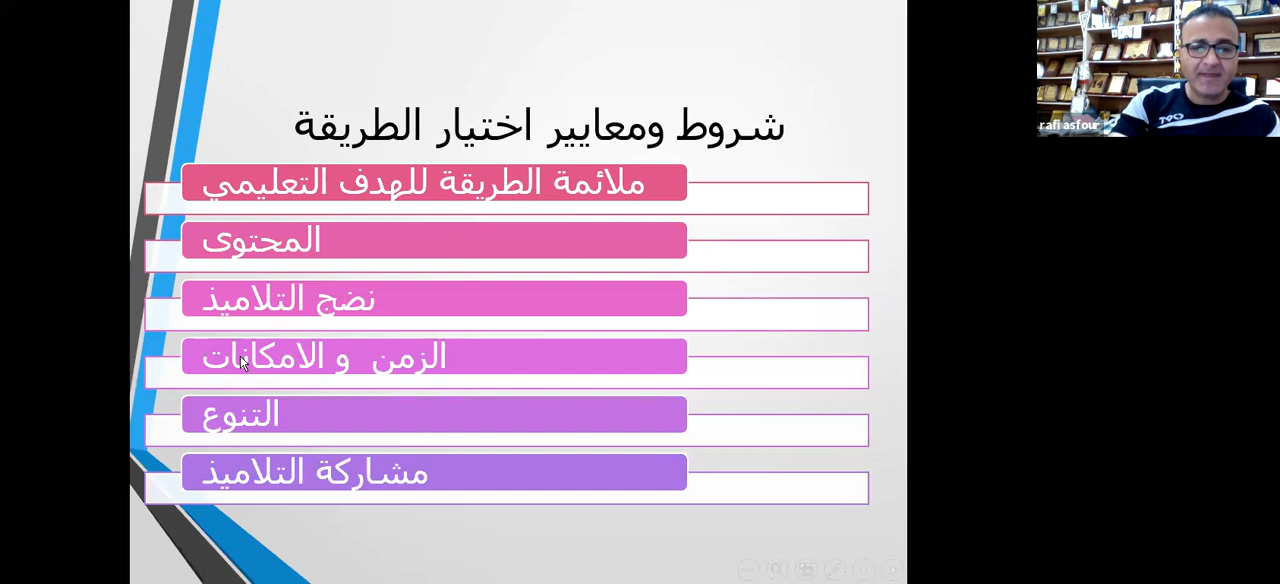 شروط ومعايير اختيار الطريقة
ملائمة الطريقة للهدف التعليمي
المحتوى
نضج التلاميذ
الزمن و الامكانات
التنوع
مشاركة التلاميذ
rafi asfour